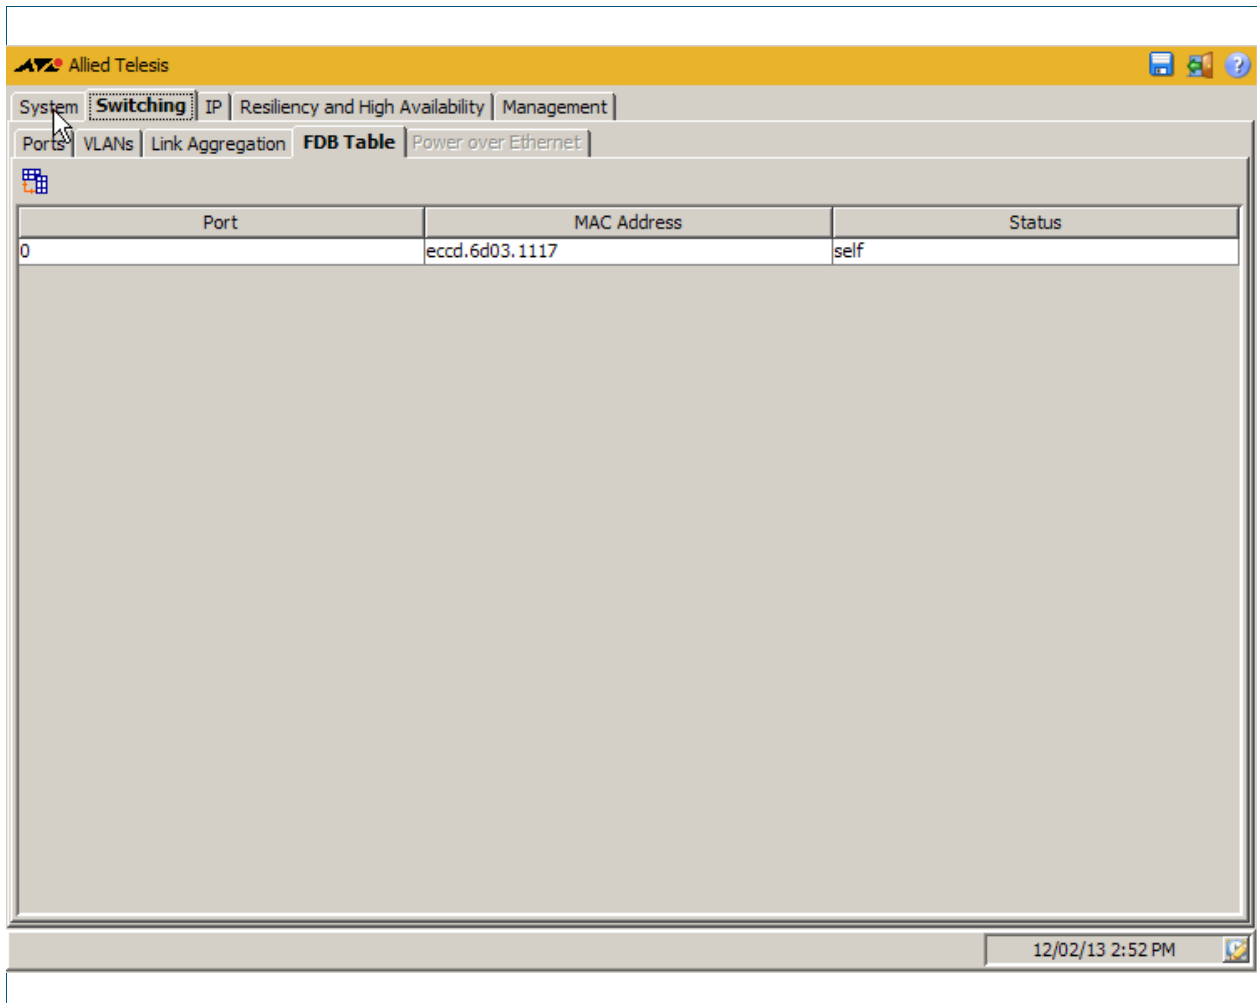 Allied Telesis
System Switching IP Resiliency and High Availability Management
Ports VLANs Link Aggregation FDB Table Power over Ethernet
Port MAC Address Status
0 eccd.6d03.1117 self
12/02/13 2:52 PM